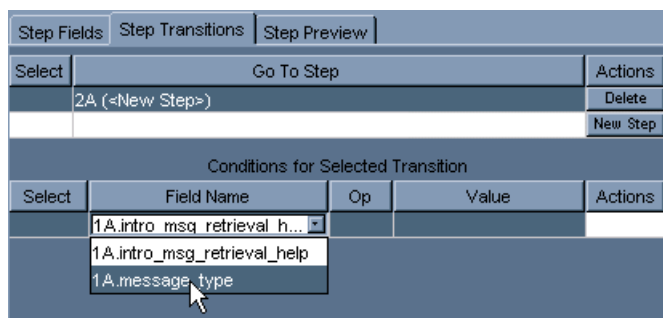 Step Fields Step Transitions Step Preview
Select Go To Step Actions
2A (<New Step>) Delete
New Step
Conditions for Selected Transition
Select Field Name Op Value Actions
1A.intro_msg_retrieval_h...
1A.intro_msg_retrieval_help
1A.message_type